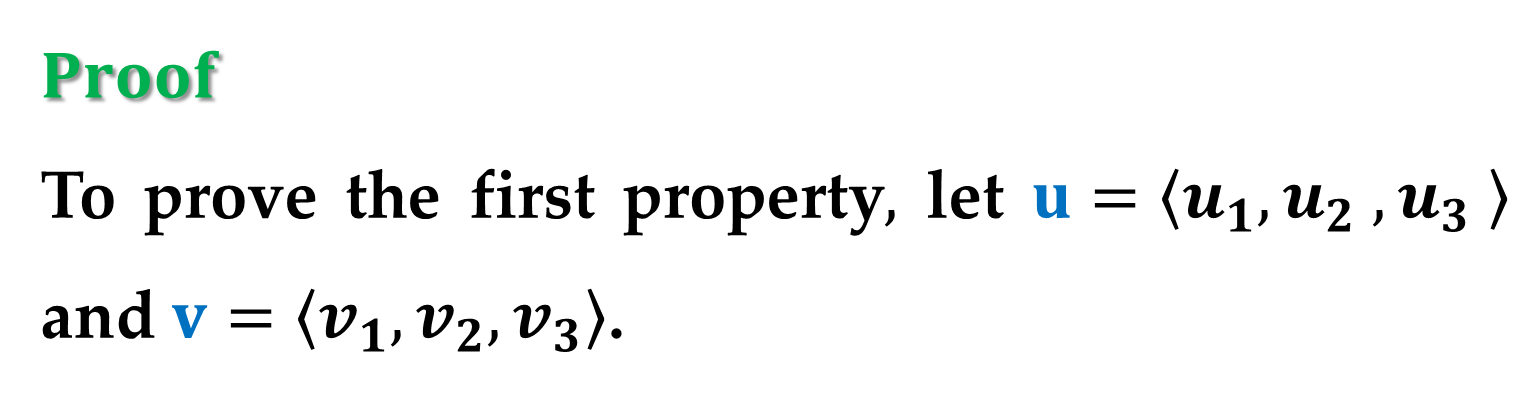 Proof
To prove the first property, let u = ⟨u₁, u₂ , u₃ ⟩
and v = ⟨v₁, v₂, v₃⟩.